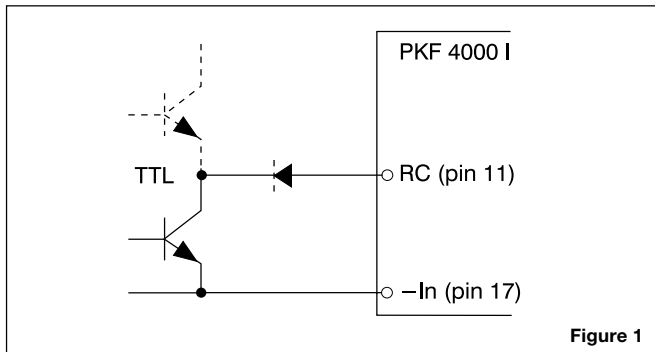 PKF 4000 I
TTL
RC (pin 11)
–In (pin 17)
Figure 1